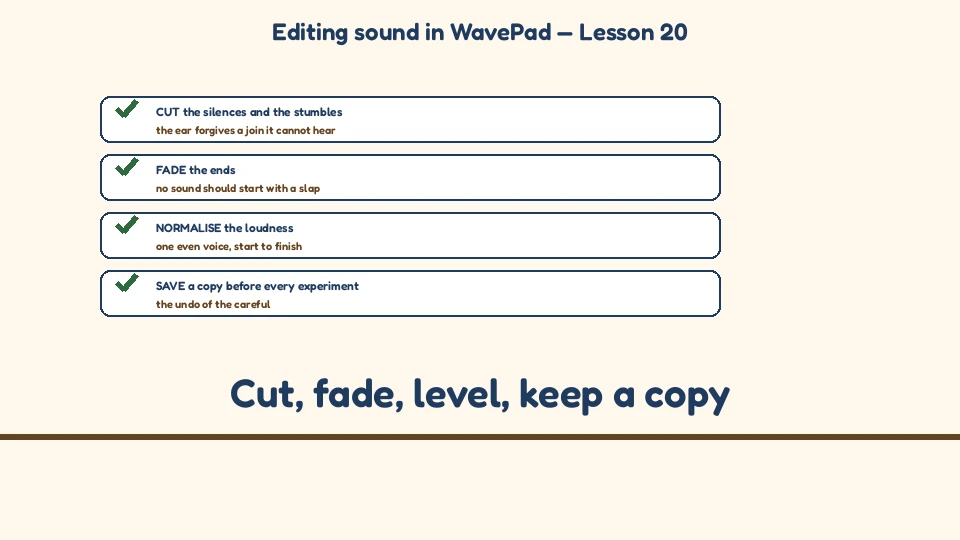 Editing sound in WavePad — Lesson 20
CUT the silences and the stumbles
the ear forgives a join it cannot hear
FADE the ends
no sound should start with a slap
NORMALISE the loudness
one even voice, start to finish
SAVE a copy before every experiment
the undo of the careful
Cut, fade, level, keep a copy